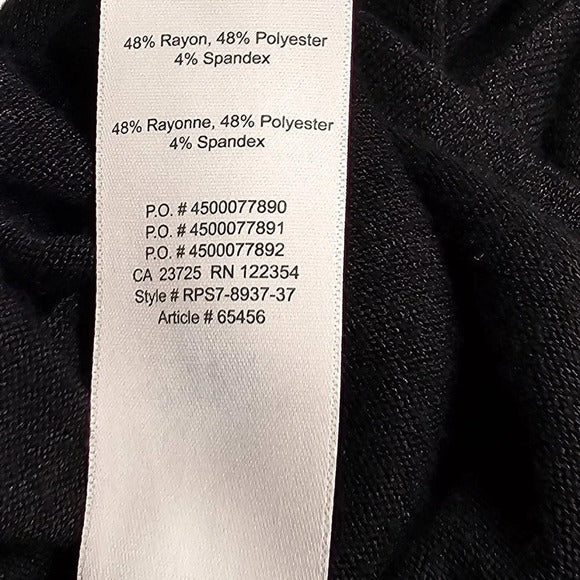 48% Rayon, 48% Polyester
4% Spandex
48% Rayonne, 48% Polyester
4% Spandex
P.O. # 4500077890
P.O. # 4500077891
P.O. # 4500077892
CA 23725 RN 122354
Style # RPS7-8937-37
Article # 65456